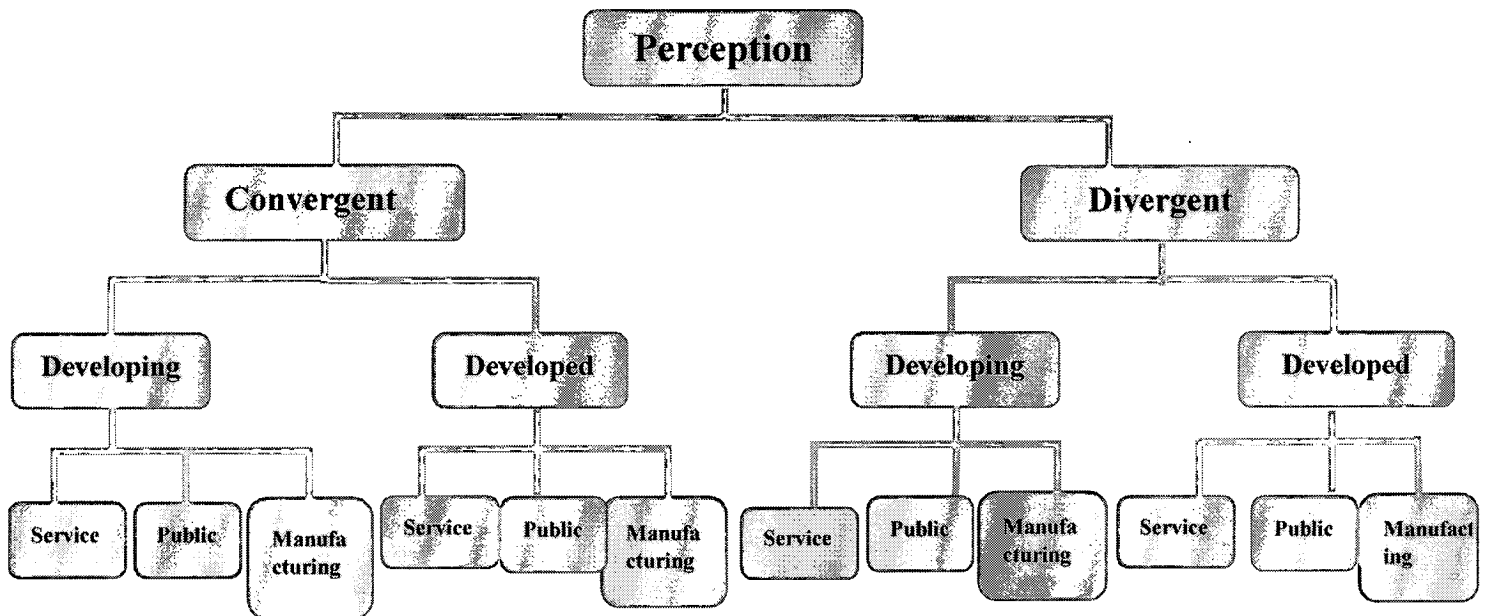 Perception
Convergent
Divergent
Developing
Developed
Developing
Developed
Service
Public
Manufa
cturing
Service
Public
Manufa
cturing
Service
Public
Manufa
cturing
Service
Public
Manufact
ing